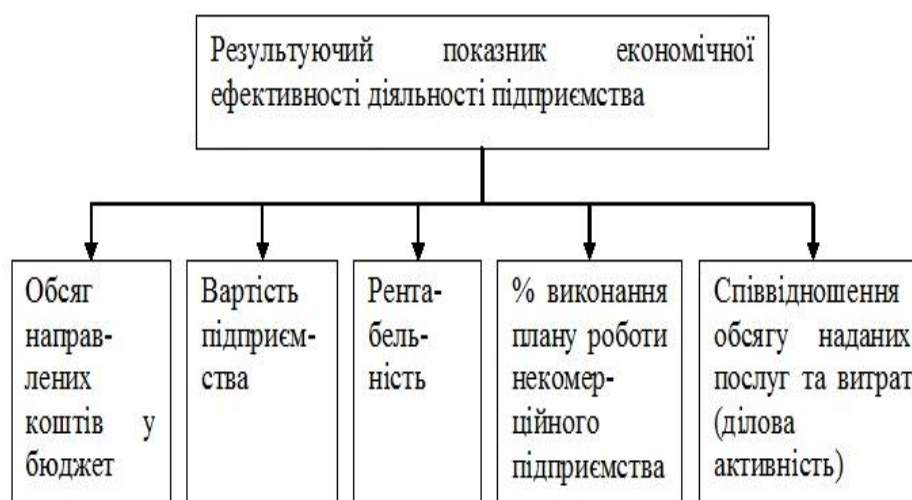 Результуючий показник економічної
ефективності діяльності підприємства
Обсяг
направ-
лених
коштів у
бюджет
Вартість
підприєм-
ства
Рента-
бель-
ність
% виконання
плану роботи
некомер-
ційного
підприємства
Співвідношення
обсягу наданих
послуг та витрат
(ділова
активність)